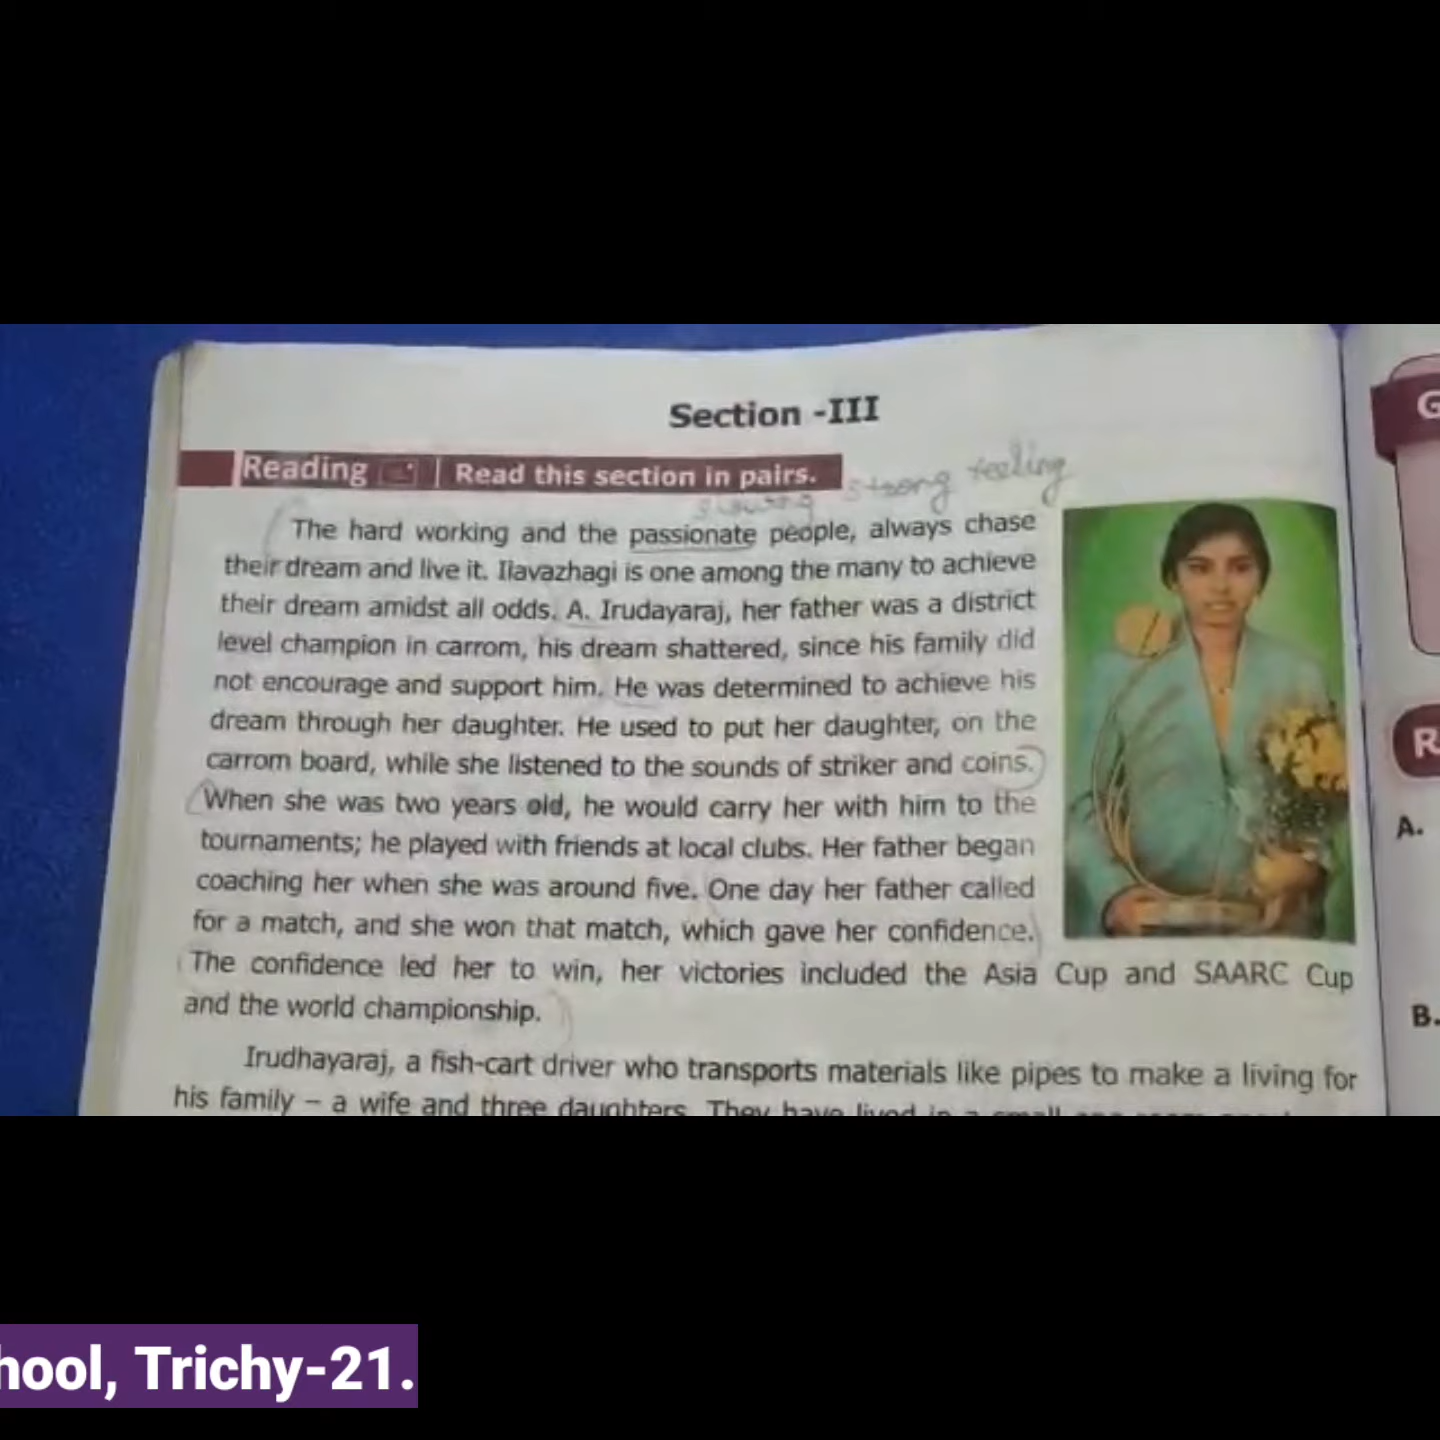 Section -III
Reading | Read this section in pairs.
strong feeling
The hard working and the passionate people, always chase
their dream and live it. Ilavazhagi is one among the many to achieve
their dream amidst all odds. A. Irudayaraj, her father was a district
level champion in carrom, his dream shattered, since his family did
not encourage and support him. He was determined to achieve his
dream through her daughter. He used to put her daughter, on the
carrom board, while she listened to the sounds of striker and coins.
When she was two years old, he would carry her with him to the
tournaments; he played with friends at local clubs. Her father began
coaching her when she was around five. One day her father called
for a match, and she won that match, which gave her confidence.
The confidence led her to win, her victories included the Asia Cup and SAARC Cup
and the world championship.
Irudhayaraj, a fish-cart driver who transports materials like pipes to make a living for
his family – a wife and three daughters. They have lived in a small
G
R
A.
B.
hool, Trichy-21.